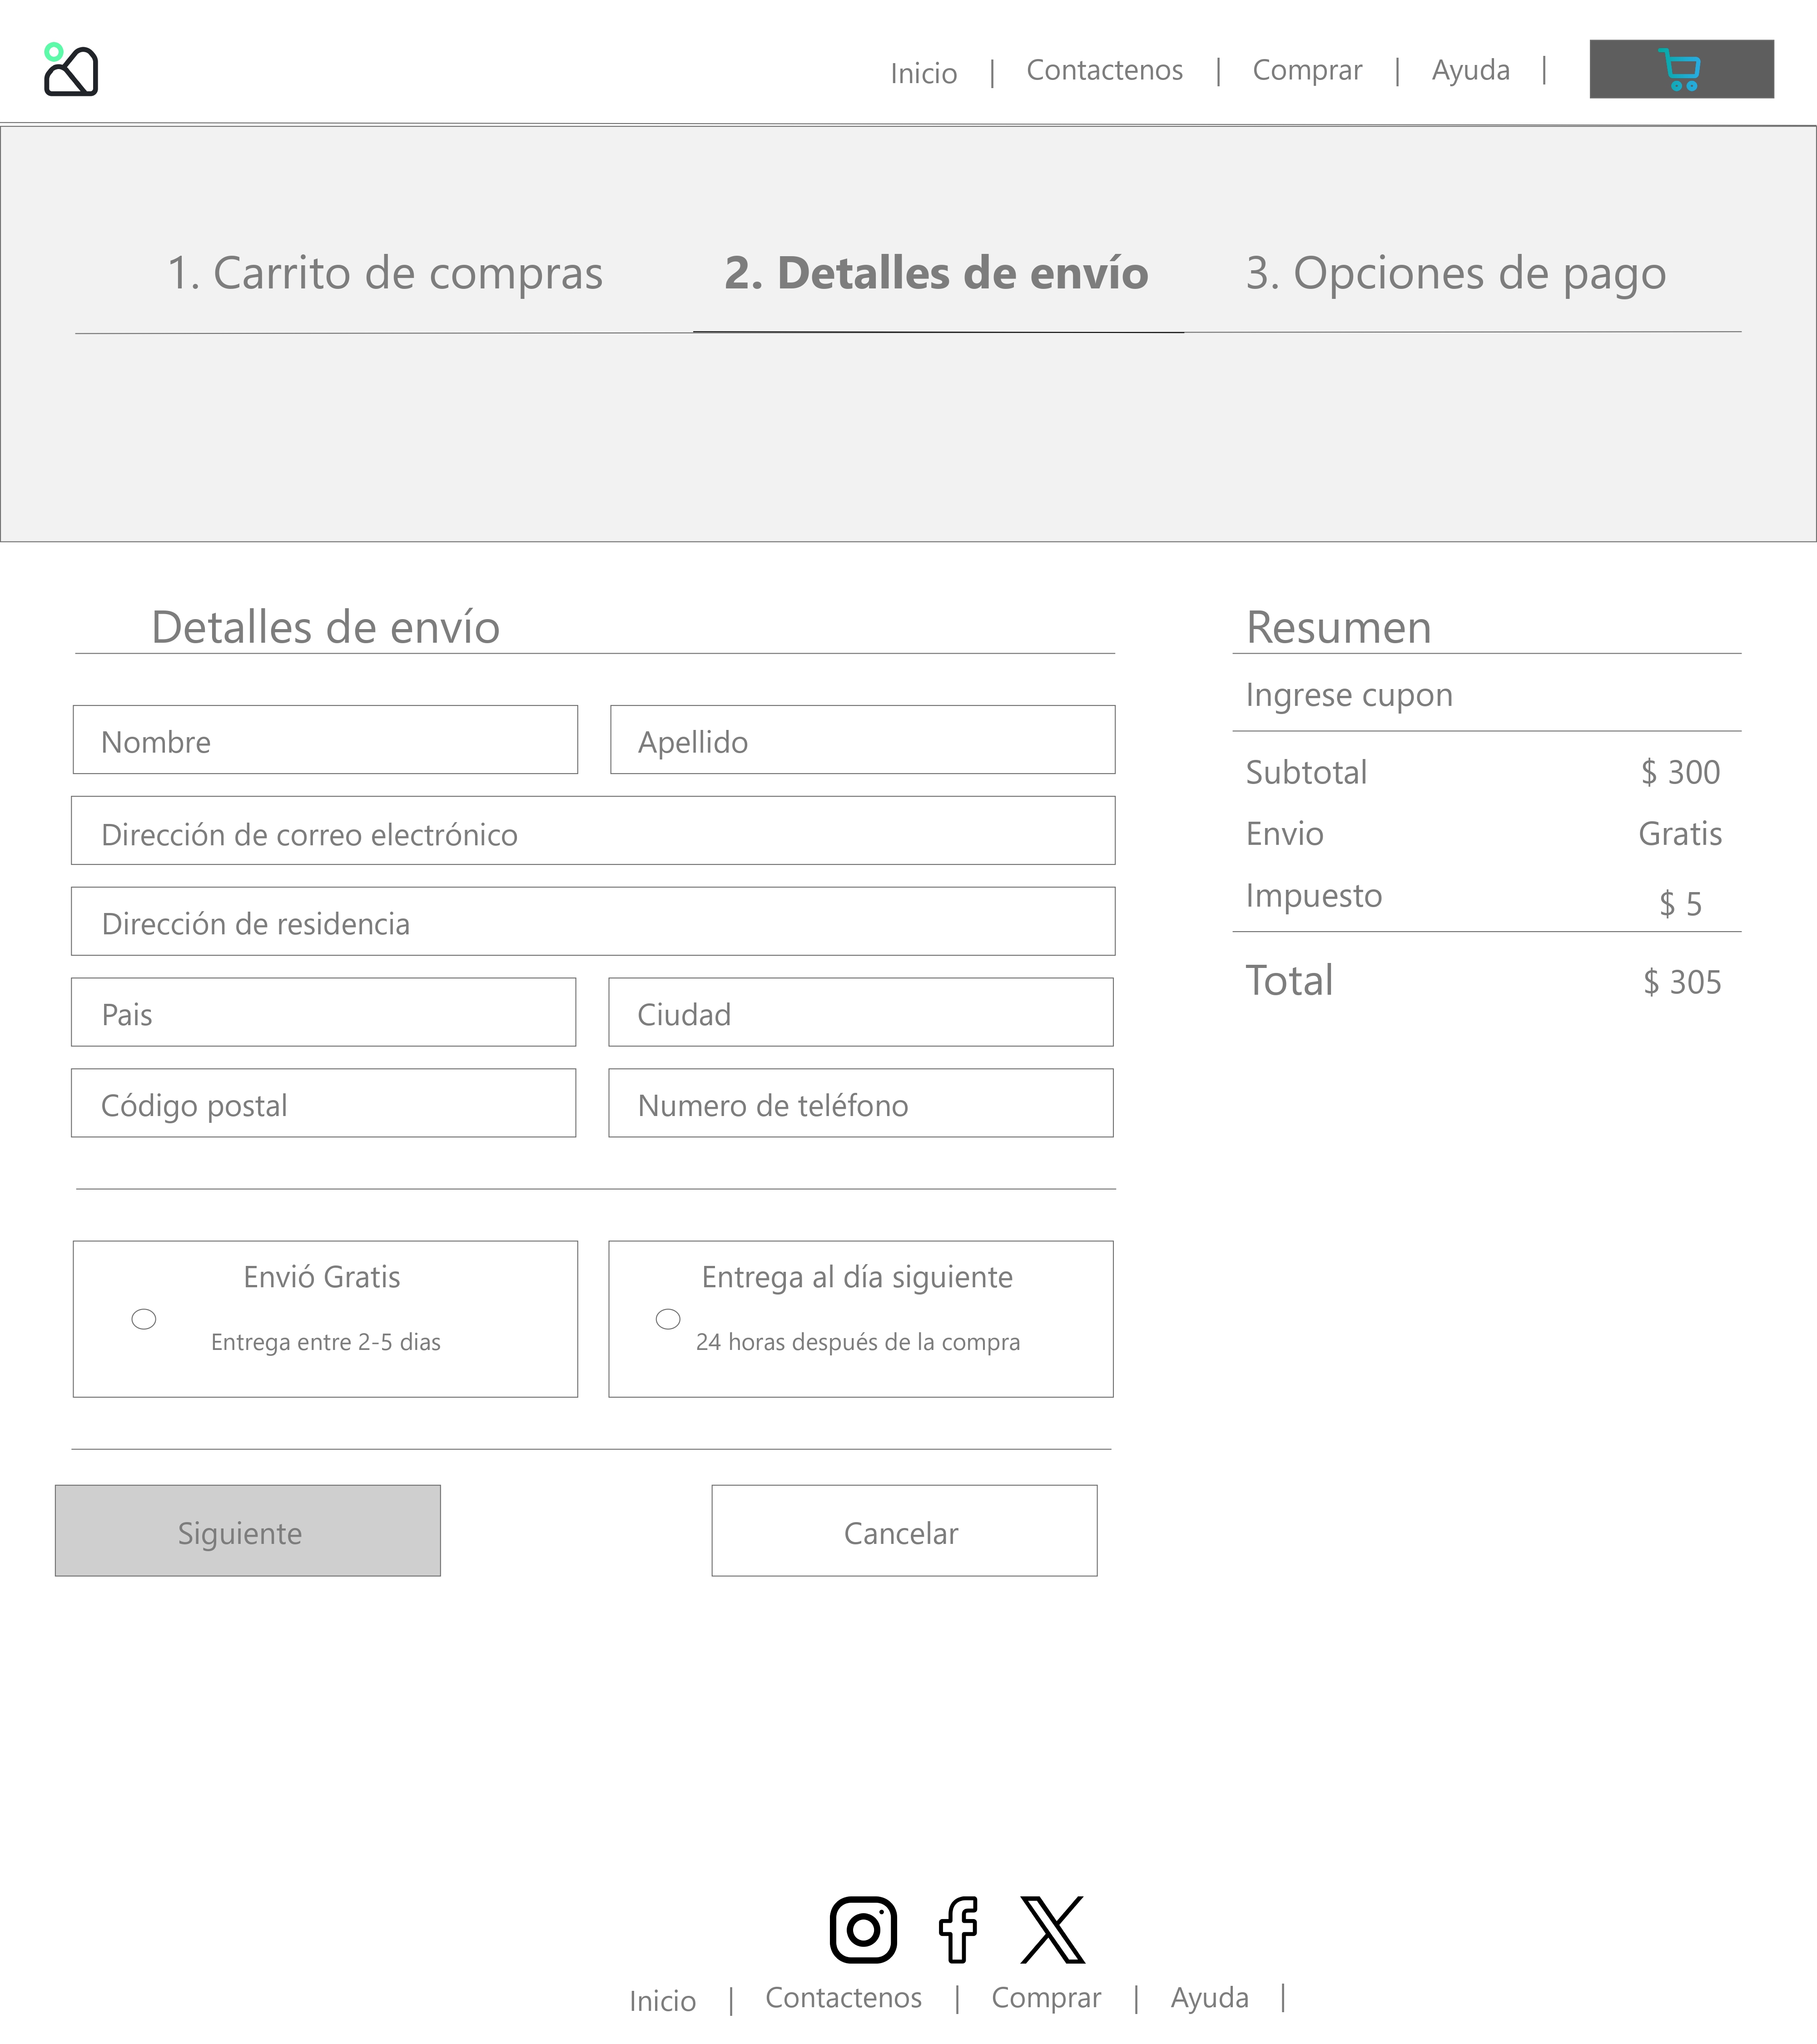 Inicio | Contactenos | Comprar | Ayuda |
1. Carrito de compras
2. Detalles de envío
3. Opciones de pago
Detalles de envío
Nombre
Apellido
Dirección de correo electrónico
Dirección de residencia
Pais
Ciudad
Código postal
Numero de teléfono
Envió Gratis
Entrega entre 2-5 dias
Entrega al día siguiente
24 horas después de la compra
Siguiente
Cancelar
Resumen
Ingrese cupon
Subtotal $ 300
Envio Gratis
Impuesto $ 5
Total $ 305
Inicio | Contactenos | Comprar | Ayuda |